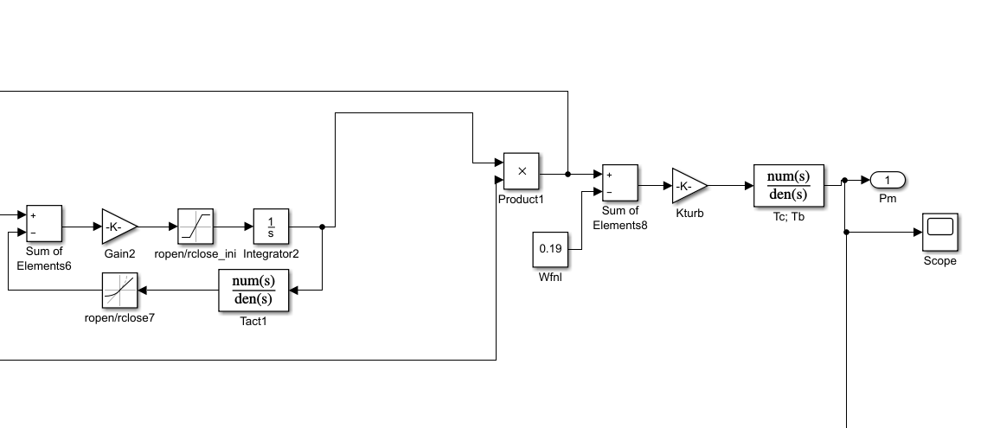 ×
Product1
+
−
Sum of
Elements8
-K-
Kturb
num(s)
den(s)
Tc; Tb
1
Pm
Scope
0.19
Wfnl
+
−
Sum of
Elements6
-K-
Gain2
ropen/rclose_ini
1
s
Integrator2
ropen/rclose7
num(s)
den(s)
Tact1